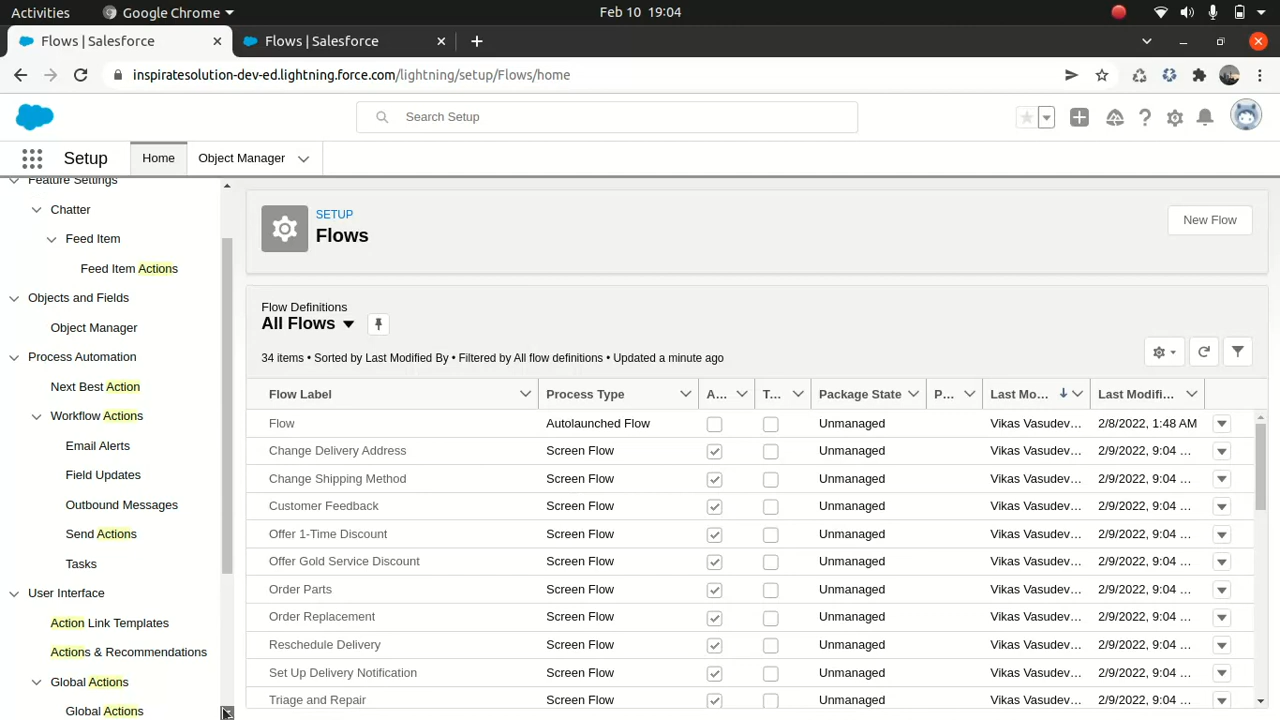 Activities Google Chrome Feb 10 19:04
Flows | Salesforce Flows | Salesforce
inspiratesolution-dev-ed.lightning.force.com/lightning/setup/Flows/home
Search Setup
Setup Home Object Manager
Feature Settings
Chatter
Feed Item
Feed Item Actions
Objects and Fields
Object Manager
Process Automation
Next Best Action
Workflow Actions
Email Alerts
Field Updates
Outbound Messages
Send Actions
Tasks
User Interface
Action Link Templates
Actions & Recommendations
Global Actions
Global Actions
SETUP
Flows
New Flow
Flow Definitions
All Flows
34 items • Sorted by Last Modified By • Filtered by All flow definitions • Updated a minute ago
Flow Label Process Type A... T... Package State P... Last Mo... Last Modifi...
Flow Autolaunched Flow Unmanaged Vikas Vasudev... 2/8/2022, 1:48 AM
Change Delivery Address Screen Flow Unmanaged Vikas Vasudev... 2/9/2022, 9:04 ...
Change Shipping Method Screen Flow Unmanaged Vikas Vasudev... 2/9/2022, 9:04 ...
Customer Feedback Screen Flow Unmanaged Vikas Vasudev... 2/9/2022, 9:04 ...
Offer 1-Time Discount Screen Flow Unmanaged Vikas Vasudev... 2/9/2022, 9:04 ...
Offer Gold Service Discount Screen Flow Unmanaged Vikas Vasudev... 2/9/2022, 9:04 ...
Order Parts Screen Flow Unmanaged Vikas Vasudev... 2/9/2022, 9:04 ...
Order Replacement Screen Flow Unmanaged Vikas Vasudev... 2/9/2022, 9:04 ...
Reschedule Delivery Screen Flow Unmanaged Vikas Vasudev... 2/9/2022, 9:04 ...
Set Up Delivery Notification Screen Flow Unmanaged Vikas Vasudev... 2/9/2022, 9:04 ...
Triage and Repair Screen Flow Unmanaged Vikas Vasudev... 2/9/2022, 9:04 ...